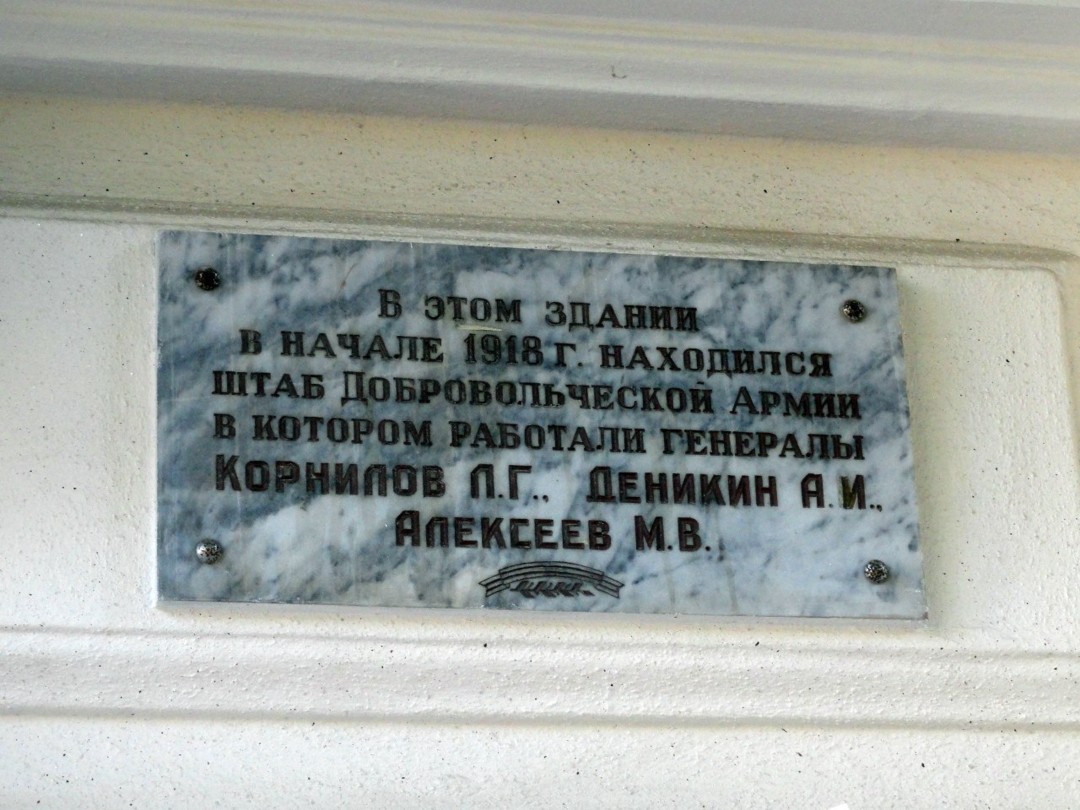 В этом здании
в начале 1918 г. находился
штаб Добровольческой Армии
в котором работали генералы
Корнилов Л.Г., Деникин А.И.,
Алексеев М.В.